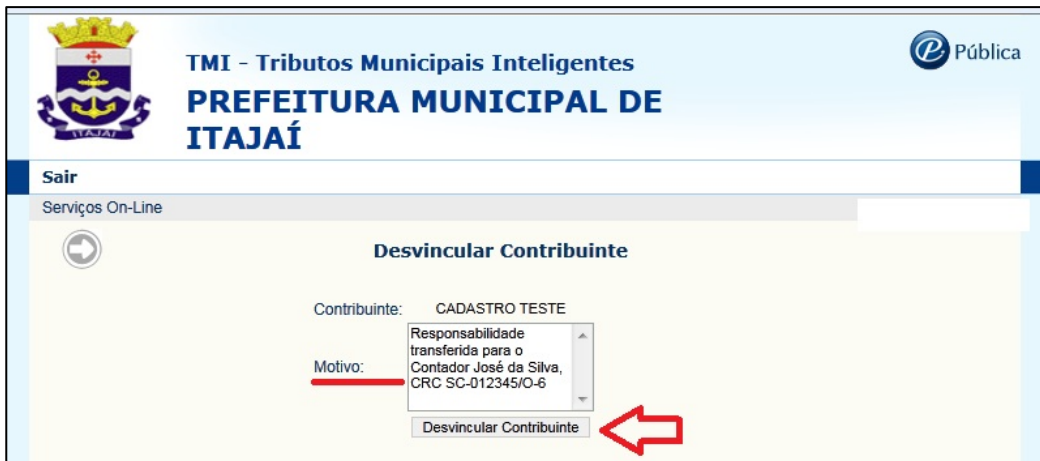 TMI - Tributos Municipais Inteligentes
PREFEITURA MUNICIPAL DE
ITAJAÍ
ITAJAI
Pública
Sair
Serviços On-Line
Desvincular Contribuinte
Contribuinte: CADASTRO TESTE
Motivo:
Responsabilidade
transferida para o
Contador José da Silva,
CRC SC-012345/O-6
Desvincular Contribuinte